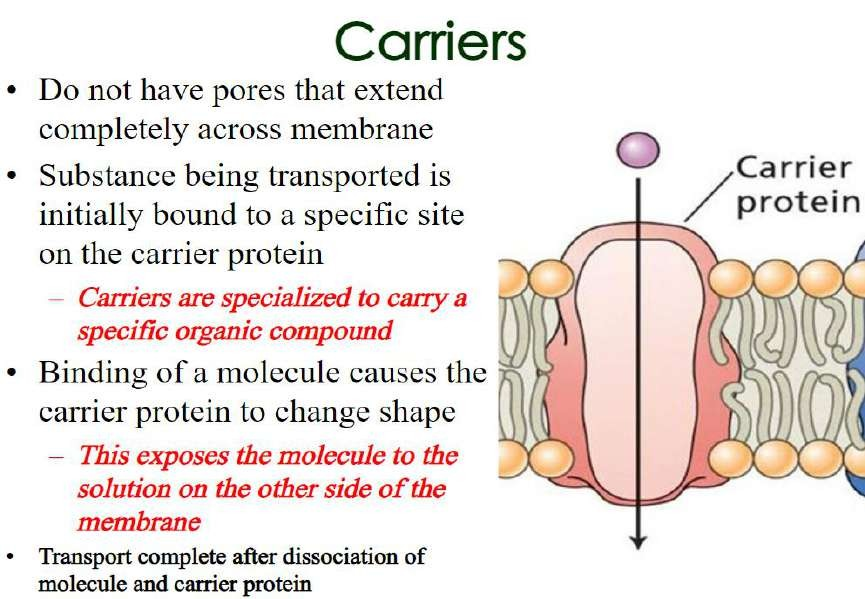 Carriers
• Do not have pores that extend
completely across membrane
• Substance being transported is
initially bound to a specific site
on the carrier protein
– Carriers are specialized to carry a
specific organic compound
• Binding of a molecule causes the
carrier protein to change shape
– This exposes the molecule to the
solution on the other side of the
membrane
• Transport complete after dissociation of
molecule and carrier protein
Carrier
protein